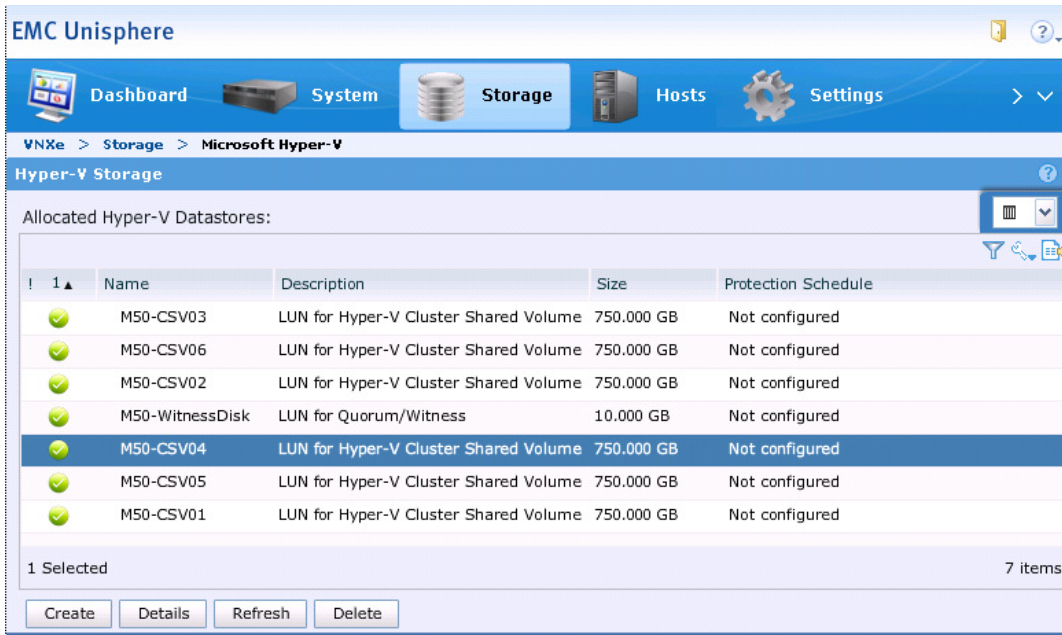 EMC Unisphere
Dashboard System Storage Hosts Settings
VNXe > Storage > Microsoft Hyper-V
Hyper-V Storage
Allocated Hyper-V Datastores:
! 1▲ Name Description Size Protection Schedule
M50-CSV03 LUN for Hyper-V Cluster Shared Volume 750.000 GB Not configured
M50-CSV06 LUN for Hyper-V Cluster Shared Volume 750.000 GB Not configured
M50-CSV02 LUN for Hyper-V Cluster Shared Volume 750.000 GB Not configured
M50-WitnessDisk LUN for Quorum/Witness 10.000 GB Not configured
M50-CSV04 LUN for Hyper-V Cluster Shared Volume 750.000 GB Not configured
M50-CSV05 LUN for Hyper-V Cluster Shared Volume 750.000 GB Not configured
M50-CSV01 LUN for Hyper-V Cluster Shared Volume 750.000 GB Not configured
1 Selected 7 items
Create Details Refresh Delete